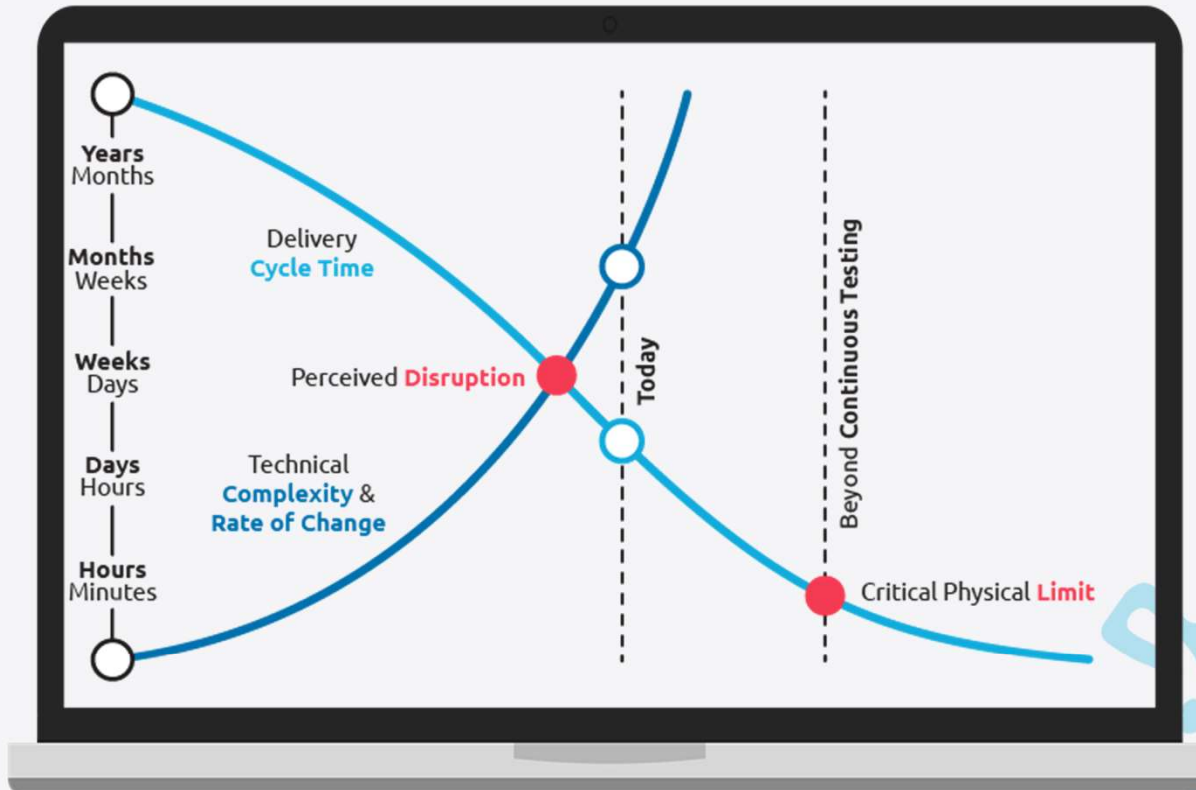 Years
Months
Months
Weeks
Weeks
Days
Days
Hours
Hours
Minutes
Delivery
Cycle Time
Perceived Disruption
Technical
Complexity &
Rate of Change
Today
Beyond Continuous Testing
Critical Physical Limit